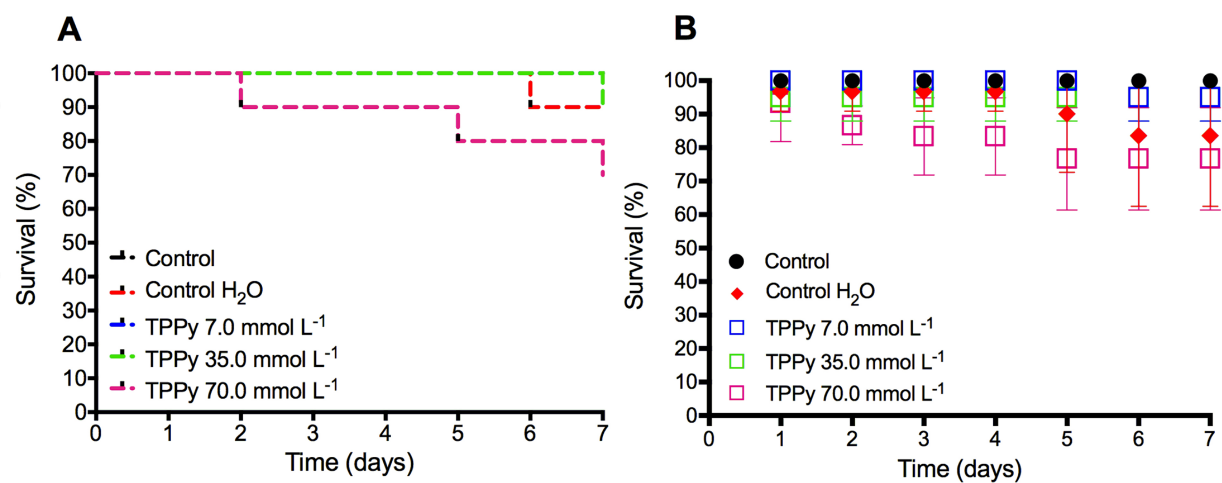 A
Survival (%)
100
90
80
70
60
50
40
30
20
10
0
Control
Control H₂O
TPPy 7.0 mmol L⁻¹
TPPy 35.0 mmol L⁻¹
TPPy 70.0 mmol L⁻¹
0 1 2 3 4 5 6 7
Time (days)
B
Survival (%)
100
90
80
70
60
50
40
30
20
10
0
Control
Control H₂O
TPPy 7.0 mmol L⁻¹
TPPy 35.0 mmol L⁻¹
TPPy 70.0 mmol L⁻¹
0 1 2 3 4 5 6 7
Time (days)